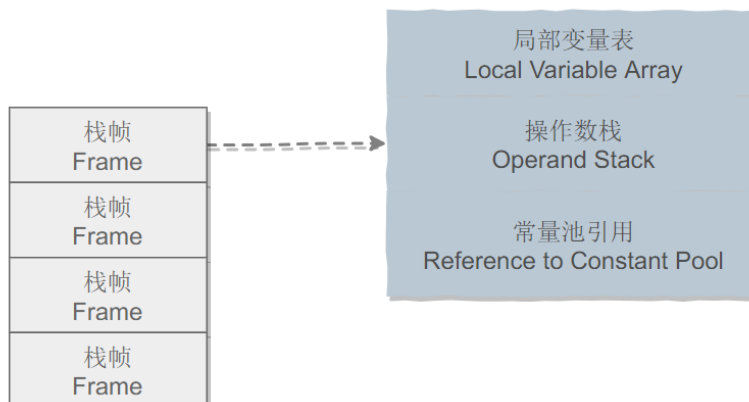 栈帧
Frame
栈帧
Frame
栈帧
Frame
栈帧
Frame
局部变量表
Local Variable Array
操作数栈
Operand Stack
常量池引用
Reference to Constant Pool